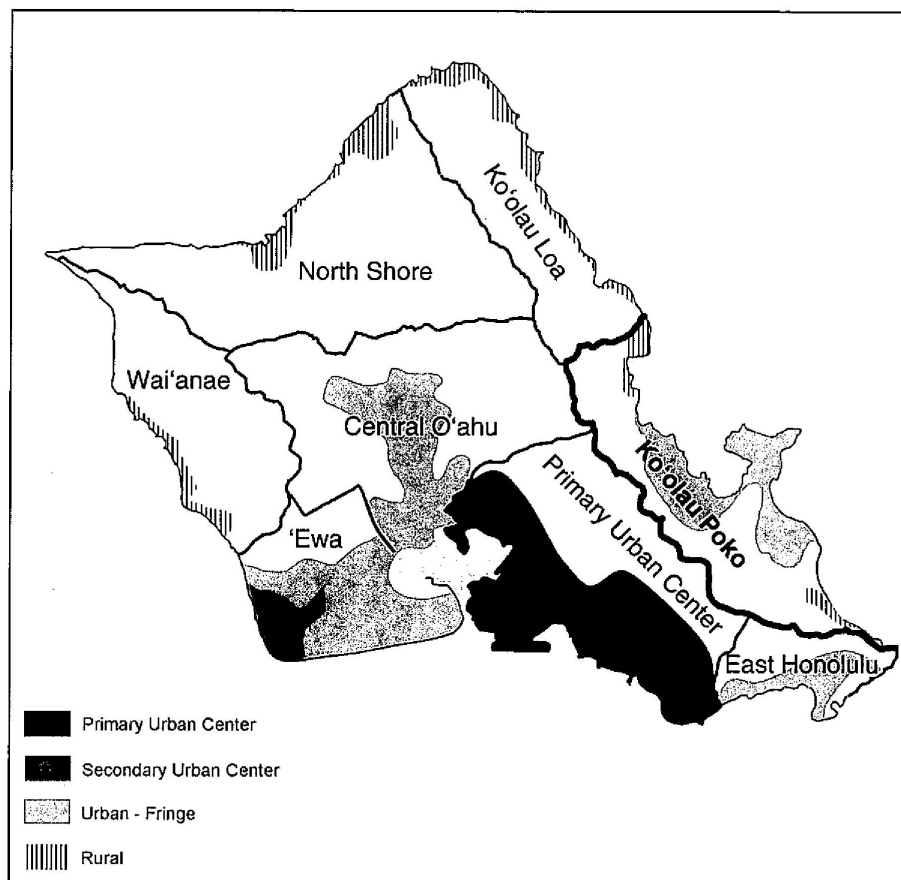 Ko‘olau Loa
North Shore
Wai‘anae
Central O‘ahu
Ko‘olau Poko
Primary Urban Center
‘Ewa
East Honolulu
Primary Urban Center
Secondary Urban Center
Urban - Fringe
Rural